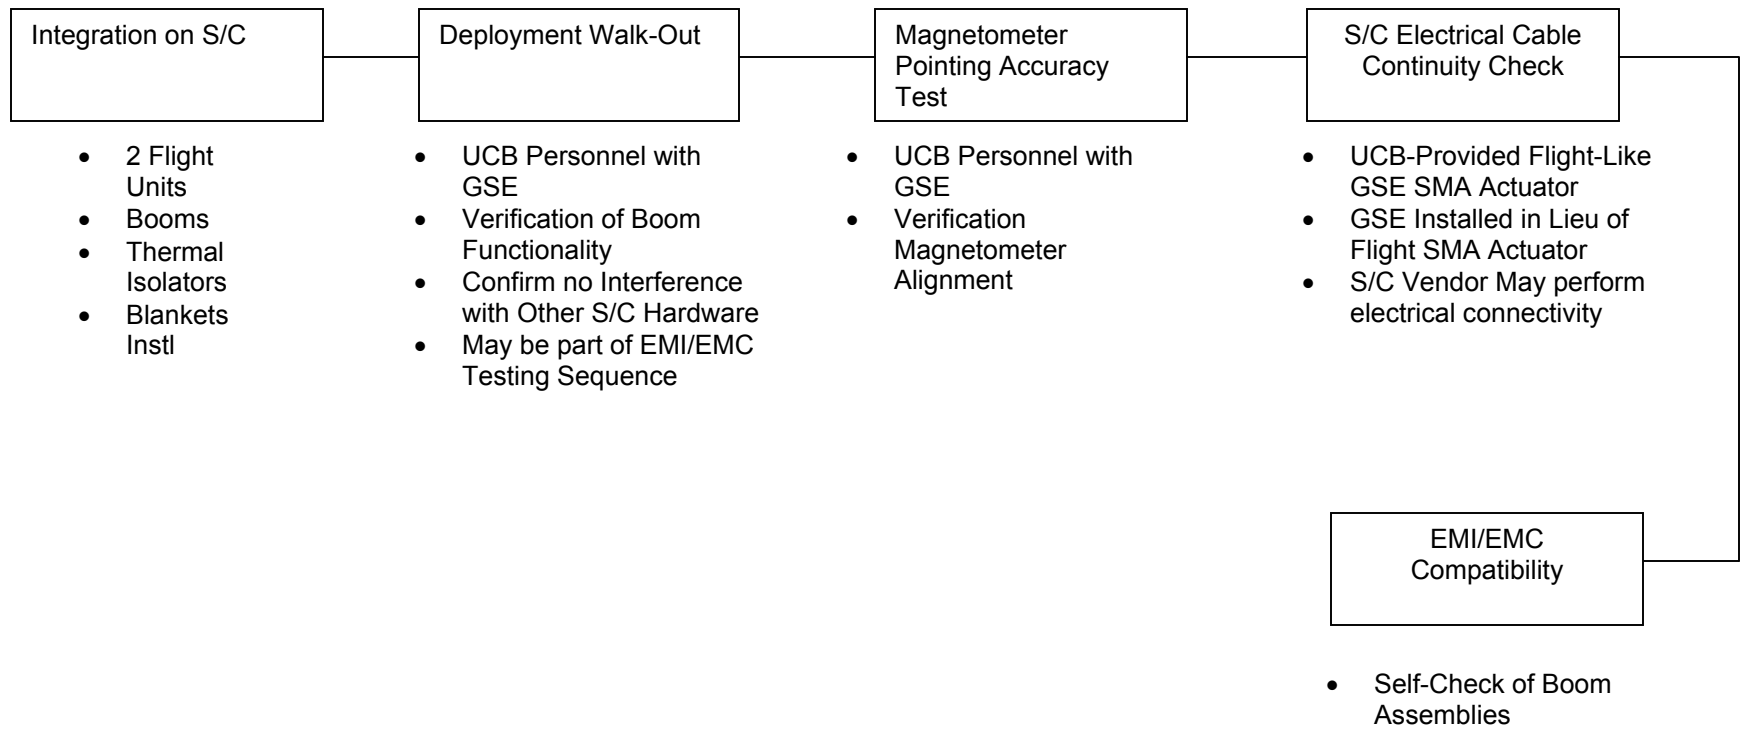 Integration on S/C
Deployment Walk-Out
Magnetometer
Pointing Accuracy
Test
S/C Electrical Cable
Continuity Check
• 2 Flight
Units
• Booms
• Thermal
Isolators
• Blankets
Instl
• UCB Personnel with
GSE
• Verification of Boom
Functionality
• Confirm no Interference
with Other S/C Hardware
• May be part of EMI/EMC
Testing Sequence
• UCB Personnel with
GSE
• Verification
Magnetometer
Alignment
• UCB-Provided Flight-Like
GSE SMA Actuator
• GSE Installed in Lieu of
Flight SMA Actuator
• S/C Vendor May perform
electrical connectivity
EMI/EMC
Compatibility
• Self-Check of Boom
Assemblies